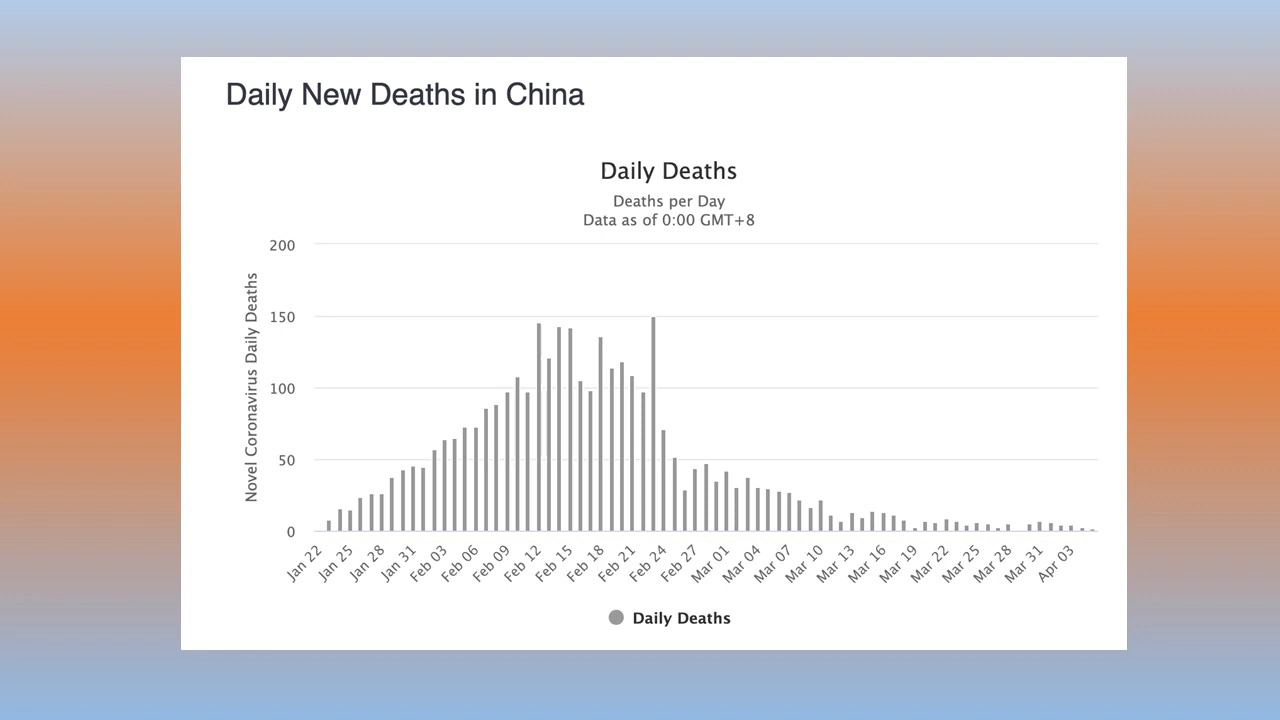 Daily New Deaths in China
Daily Deaths
Deaths per Day
Data as of 0:00 GMT+8
Novel Coronavirus Daily Deaths
200
150
100
50
0
Jan 22
Jan 25
Jan 28
Jan 31
Feb 03
Feb 06
Feb 09
Feb 12
Feb 15
Feb 18
Feb 21
Feb 24
Feb 27
Mar 01
Mar 04
Mar 07
Mar 10
Mar 13
Mar 16
Mar 19
Mar 22
Mar 25
Mar 28
Mar 31
Apr 03
Daily Deaths